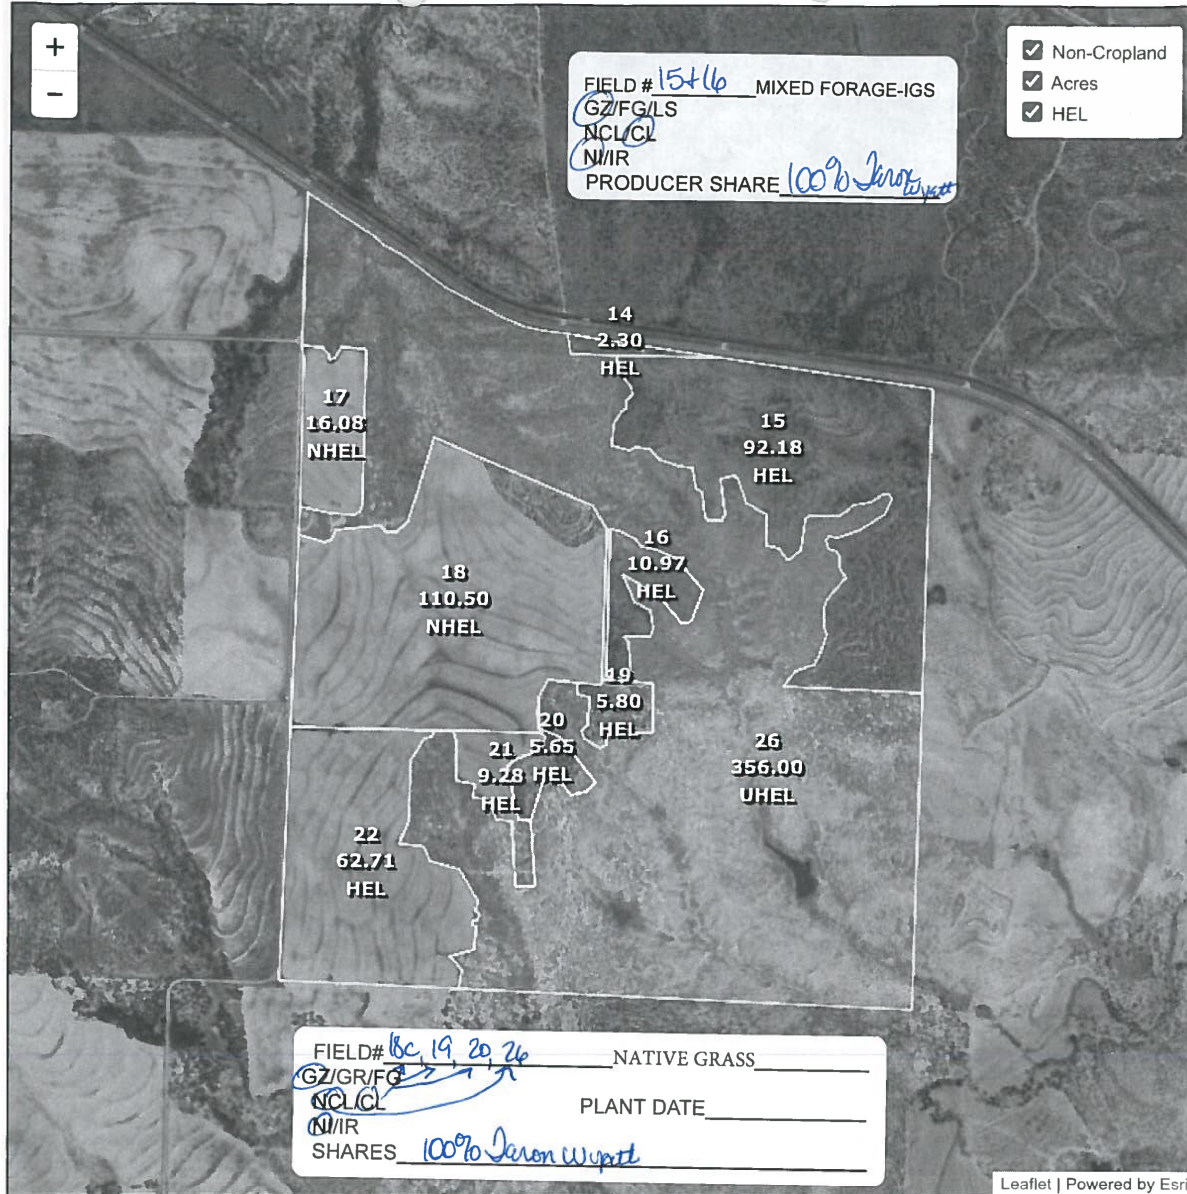 +
−
Non-Cropland
Acres
HEL
FIELD # 15+16 MIXED FORAGE-IGS
GZ/FG/LS
NCL/CL
NI/IR
PRODUCER SHARE 100% Taron Wyatt
14
2.30
HEL
17
16.08
NHEL
15
92.18
HEL
16
10.97
HEL
18
110.50
NHEL
19
5.80
HEL
20
5.65
HEL
21
9.28
HEL
26
356.00
UHEL
22
62.71
HEL
FIELD# 18C, 19, 20, 26 NATIVE GRASS
GZ/GR/FG
NCL/CL
PLANT DATE
NI/IR
SHARES 100% Taron Wyatt
Leaflet | Powered by Esri